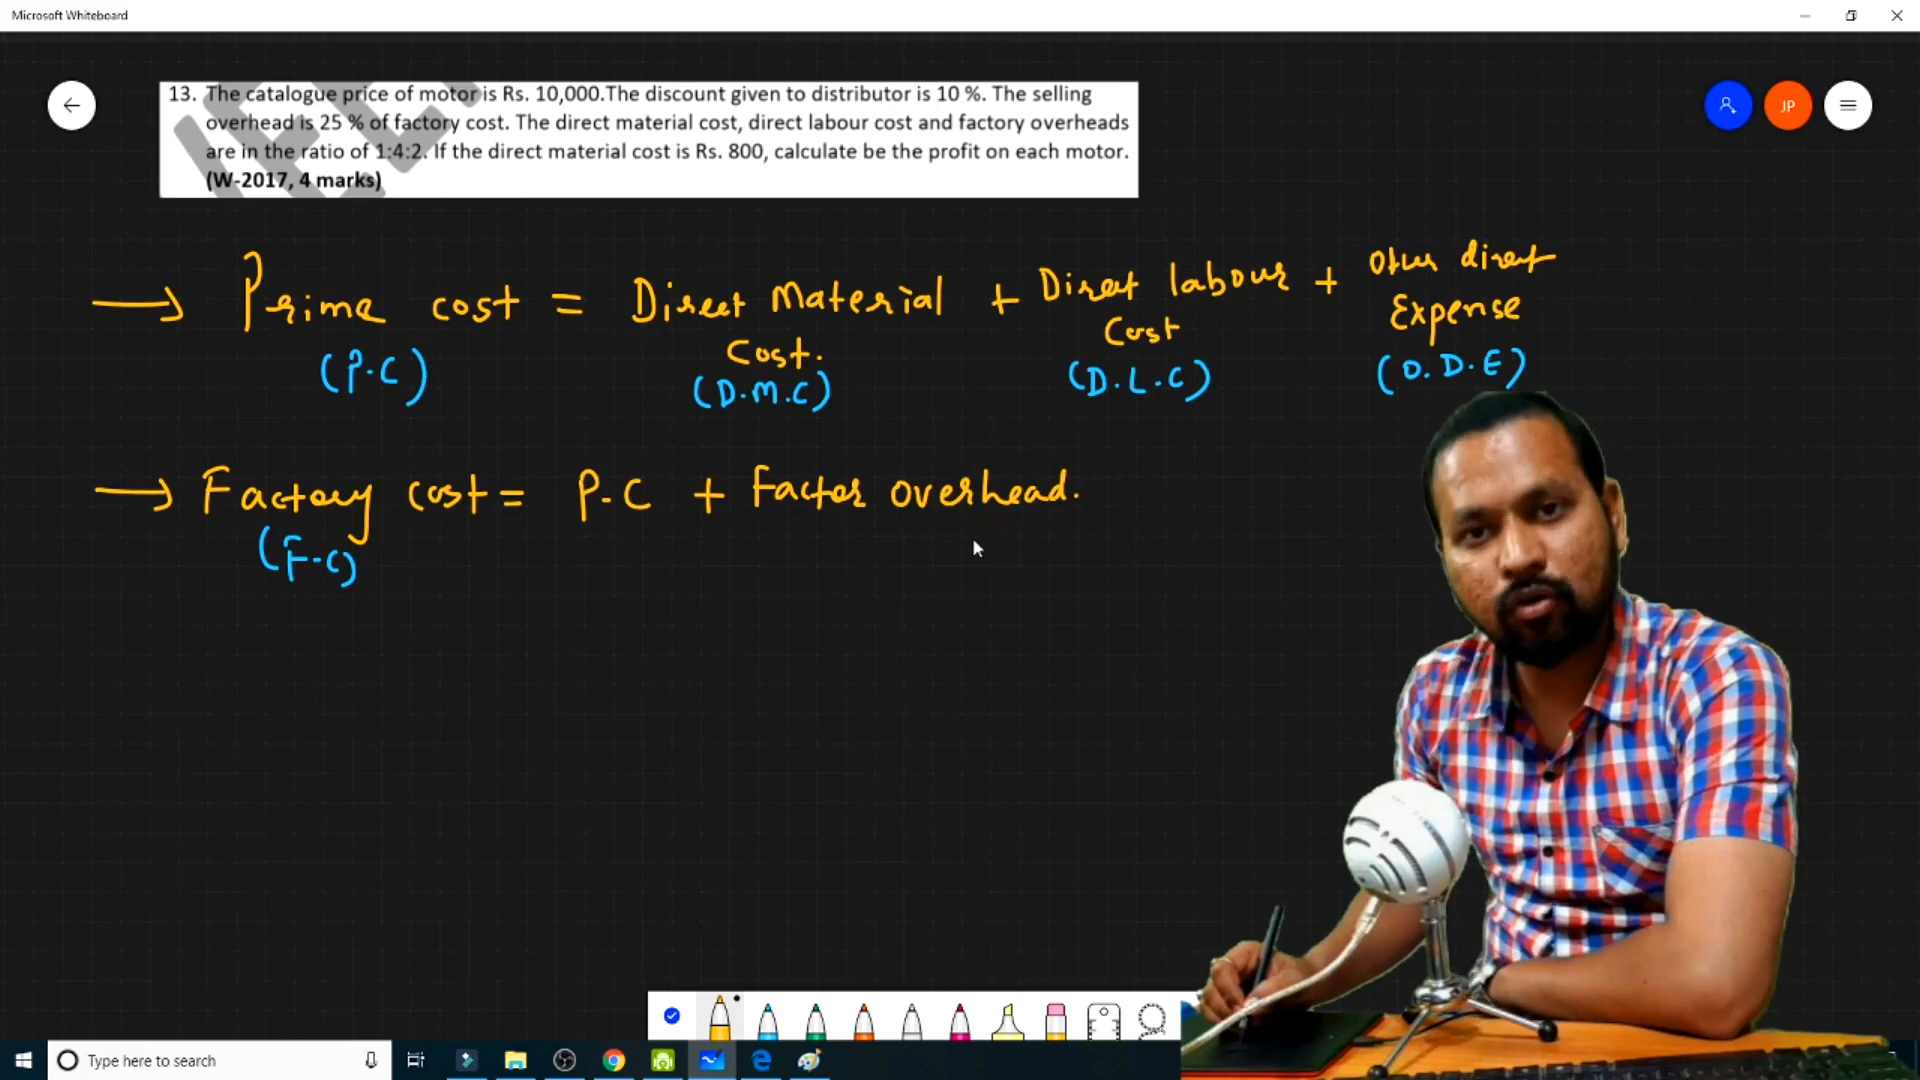 Microsoft Whiteboard
13. The catalogue price of motor is Rs. 10,000.The discount given to distributor is 10 %. The selling
overhead is 25 % of factory cost. The direct material cost, direct labour cost and factory overheads
are in the ratio of 1:4:2. If the direct material cost is Rs. 800, calculate be the profit on each motor.
(W-2017, 4 marks)
JP
→ Prime cost = Direct Material + Direct labour + Other direct
Cost. Cost Expense
(P.C) (D.M.C) (D.L.C) (O.D.E)
→ Factory cost = P.C + Factor overhead.
(F.C)
Type here to search